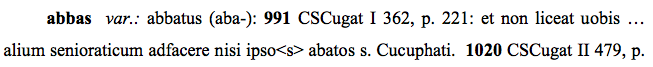 abbas var.: abbatus (aba-): 991 CSCugat I 362, p. 221: et non liceat uobis …
alium senioraticum adfacere nisi ipso<s> abatos s. Cucuphati. 1020 CSCugat II 479, p.